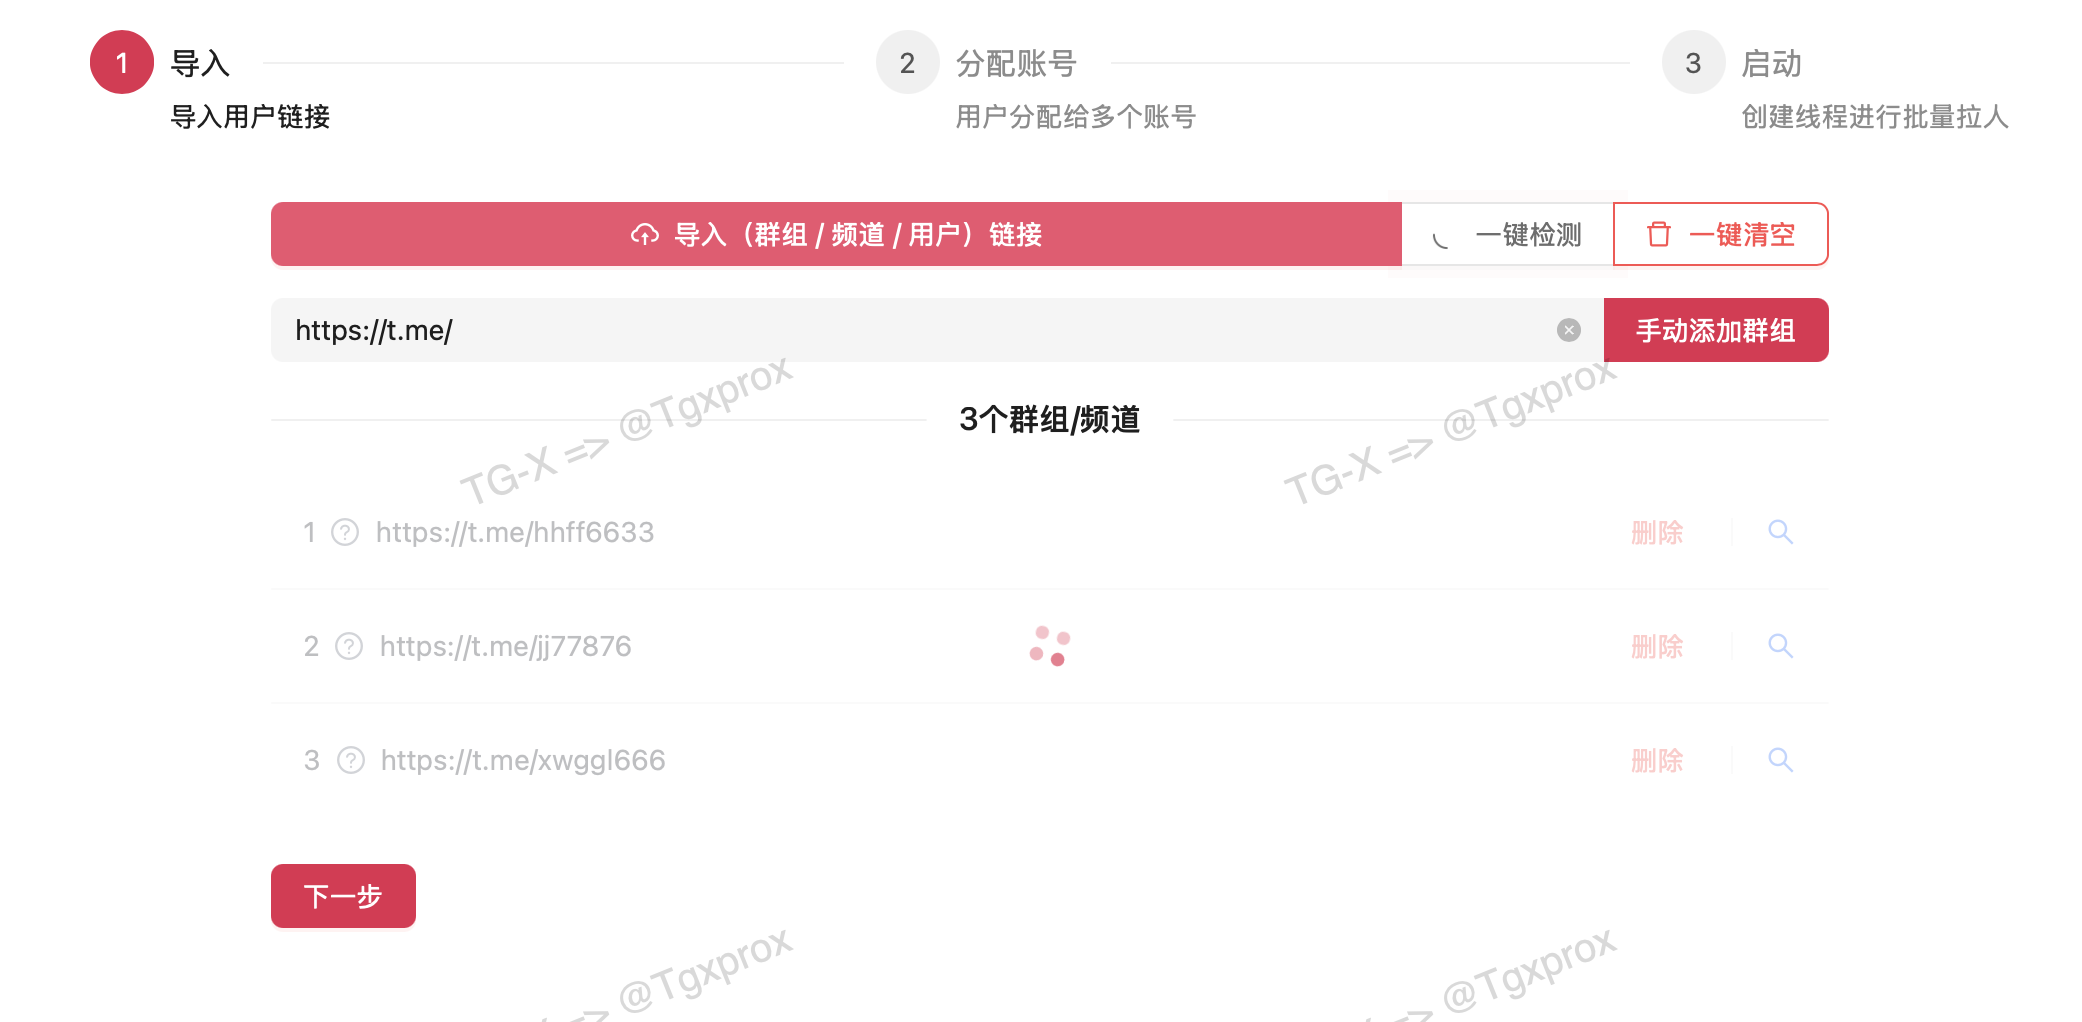 1 导入
导入用户链接
2 分配账号
用户分配给多个账号
3 启动
创建线程进行批量拉人
导入（群组 / 频道 / 用户）链接
一键检测
一键清空
https://t.me/
手动添加群组
3个群组/频道
TG-X => @Tgxprox
TG-X => @Tgxprox
1 https://t.me/hhff6633 删除
2 https://t.me/jj77876 删除
3 https://t.me/xwggl666 删除
下一步
=> @Tgxprox
=> @Tgxprox